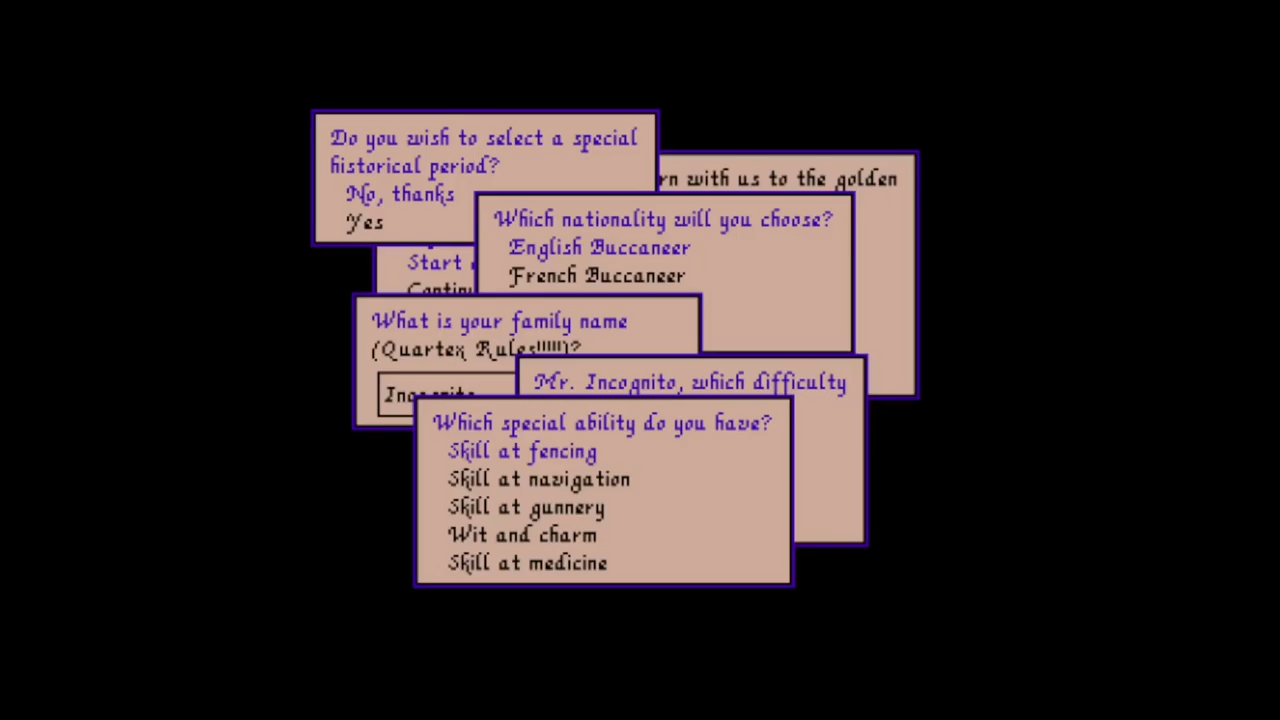 Do you wish to select a special
historical period?
No, thanks
Yes
rn with us to the golden
Which nationality will you choose?
English Buccaneer
French Buccaneer
Start
What is your family name
(Quartex Rules!!!!!!)?
Mr. Incognito, which difficulty
Which special ability do you have?
Skill at fencing
Skill at navigation
Skill at gunnery
Wit and charm
Skill at medicine